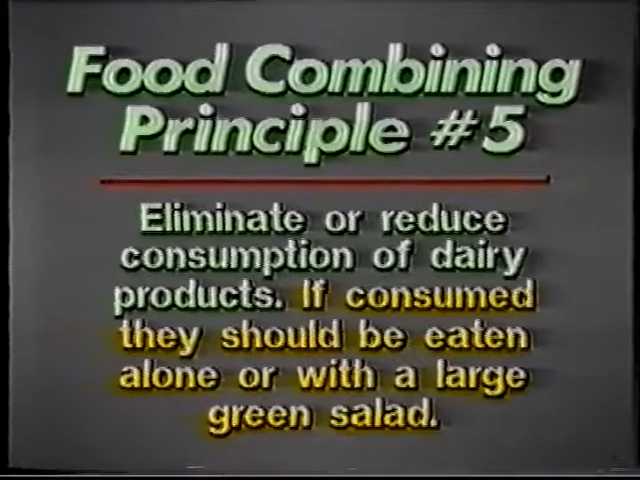 Food Combining
Principle #5
Eliminate or reduce
consumption of dairy
products. If consumed
they should be eaten
alone or with a large
green salad.